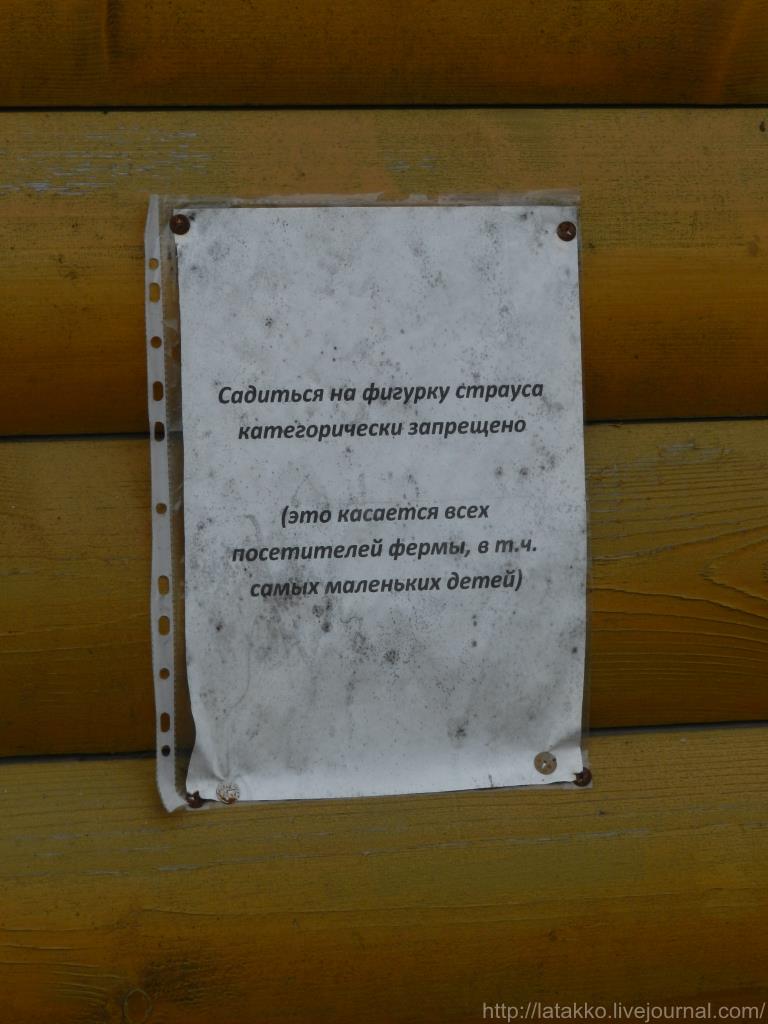 Садиться на фигурку страуса
категорически запрещено
(это касается всех
посетителей фермы, в т.ч.
самых маленьких детей)
http://latakko.livejournal.com/